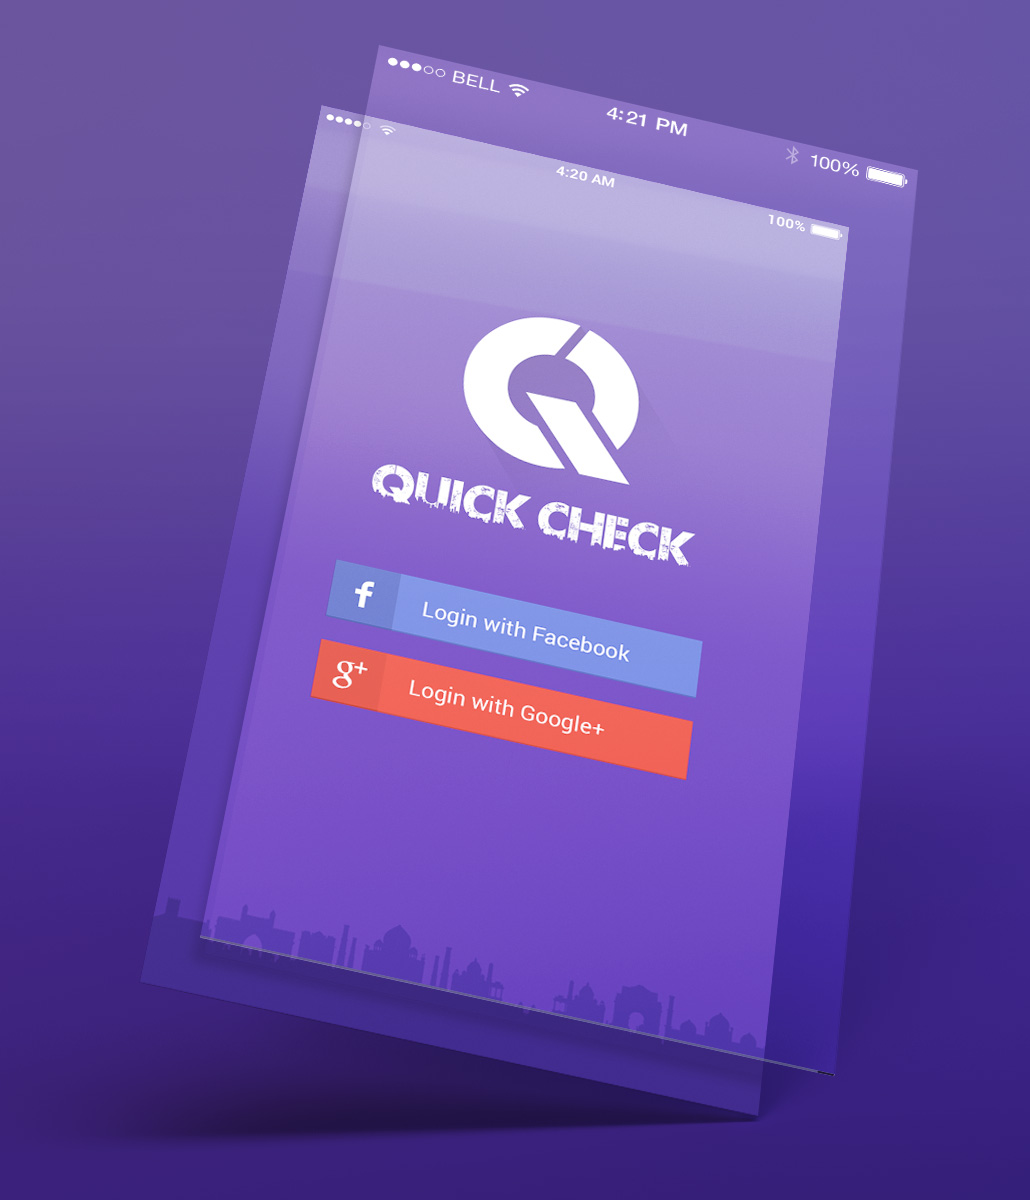 BELL
4:21 PM
100%
4:20 AM
100%
QUICK CHECK
f Login with Facebook
g+ Login with Google+